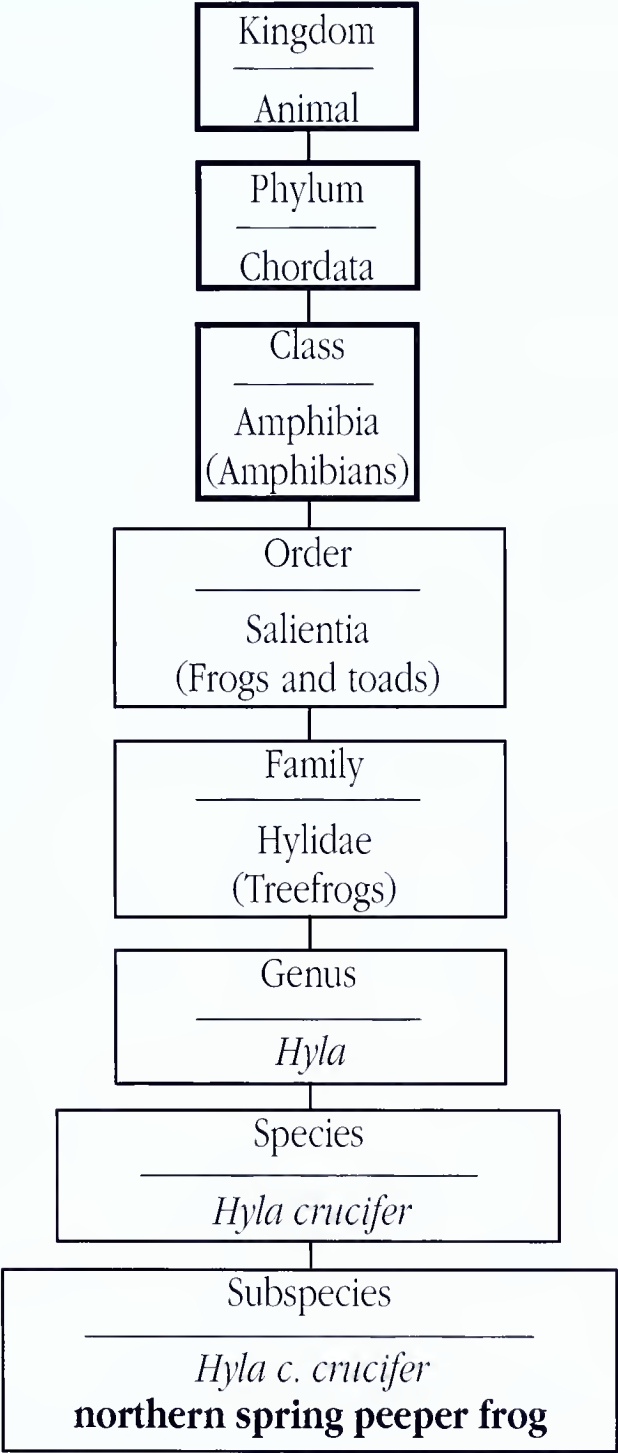 Kingdom
Animal
Phylum
Chordata
Class
Amphibia
(Amphibians)
Order
Salientia
(Frogs and toads)
Family
Hylidae
(Treefrogs)
Genus
Hyla
Species
Hyla crucifer
Subspecies
Hyla c. crucifer
northern spring peeper frog